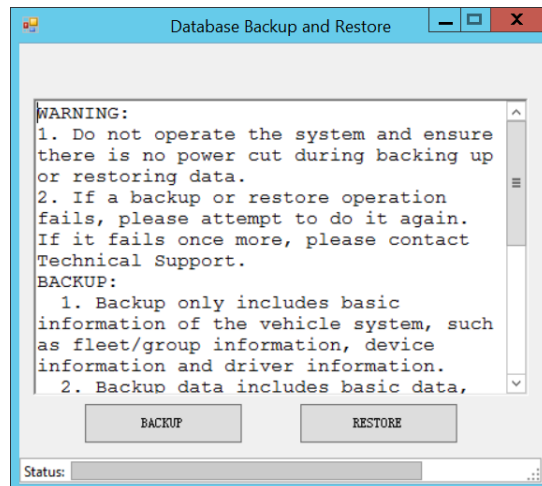 Database Backup and Restore
WARNING:
1. Do not operate the system and ensure
there is no power cut during backing up
or restoring data.
2. If a backup or restore operation
fails, please attempt to do it again.
If it fails once more, please contact
Technical Support.
BACKUP:
1. Backup only includes basic
information of the vehicle system, such
as fleet/group information, device
information and driver information.
2. Backup data includes basic data,
BACKUP
RESTORE
Status: